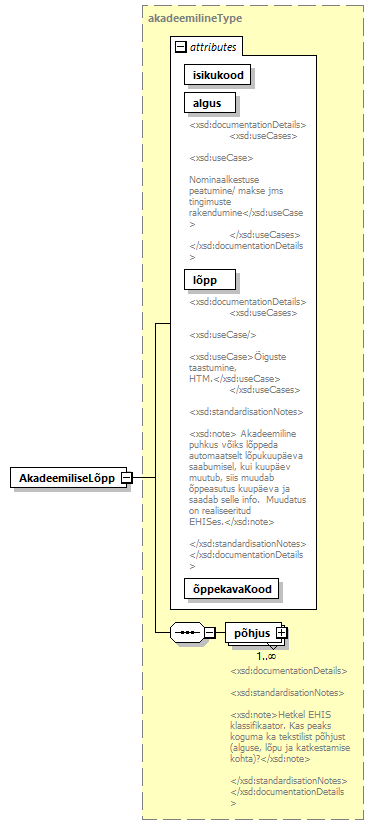 akadeemilineType
attributes
isikukood
algus
<xsd:documentationDetails>
<xsd:useCases>
<xsd:useCase>
Nominaalkestuse
peatumine/ makse jms
tingimuste
rakendumine</xsd:useCase
>
</xsd:useCases>
</xsd:documentationDetails
>
lõpp
<xsd:documentationDetails>
<xsd:useCases>
<xsd:useCase/>
<xsd:useCase>Õiguste
taastumine,
HTM.</xsd:useCase>
</xsd:useCases>
<xsd:standardisationNotes>
<xsd:note> Akadeemiline
puhkus võiks lõppeda
automaatselt lõpukuupäeva
saabumisel, kui kuupäev
muutub, siis muudab
õppeasutus kuupäeva ja
saadab selle info.  Muudatus
on realiseeritud
EHISes.</xsd:note>
</xsd:standardisationNotes>
</xsd:documentationDetails
>
AkadeemiliseLõpp
õppekavaKood
põhjus
1..∞
<xsd:documentationDetails>
<xsd:standardisationNotes>
<xsd:note>Hetkel EHIS
klassifikaator. Kas peaks
koguma ka tekstilist põhjust
(alguse, lõpu ja katkestamise
kohta)?</xsd:note>
</xsd:standardisationNotes>
</xsd:documentationDetails
>